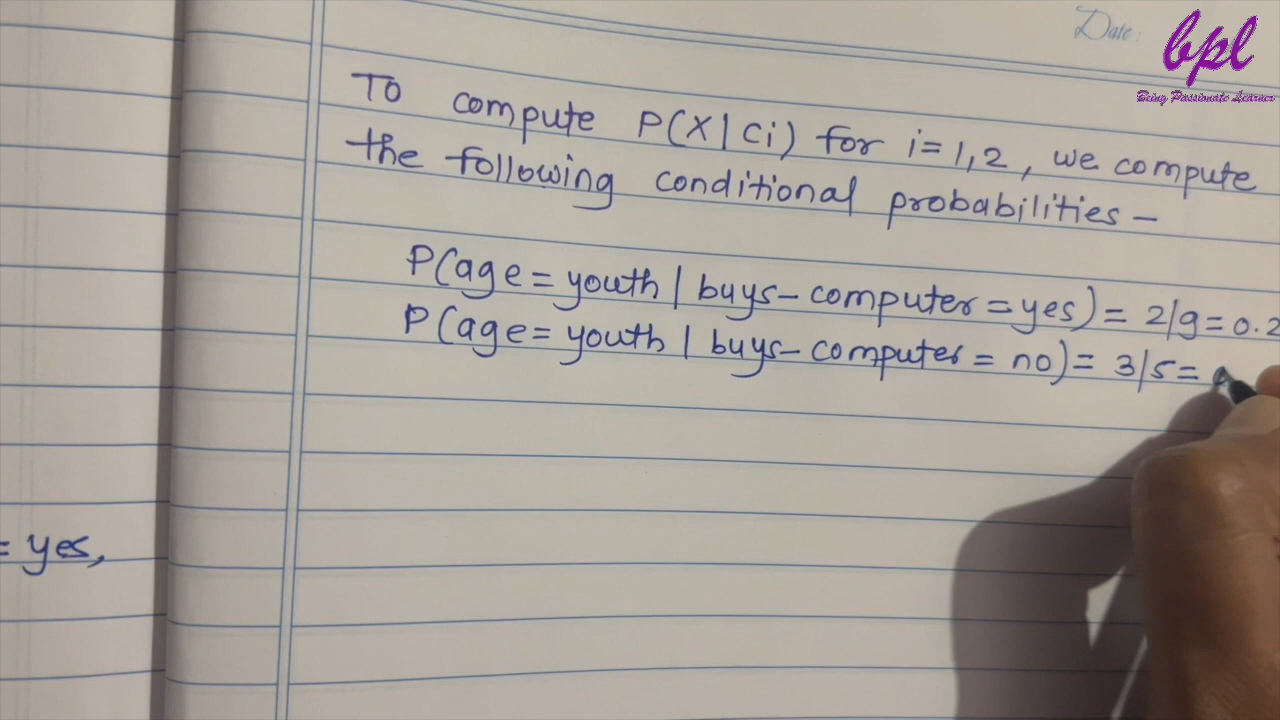 Date:
bpl
Being Passionate Learner
To compute P(X|Ci) for i=1,2, we compute
the following conditional probabilities -
P(age = youth | buys-computer = yes) = 2/9 = 0.2
P(age = youth | buys-computer = no) = 3/5 =
= yes,